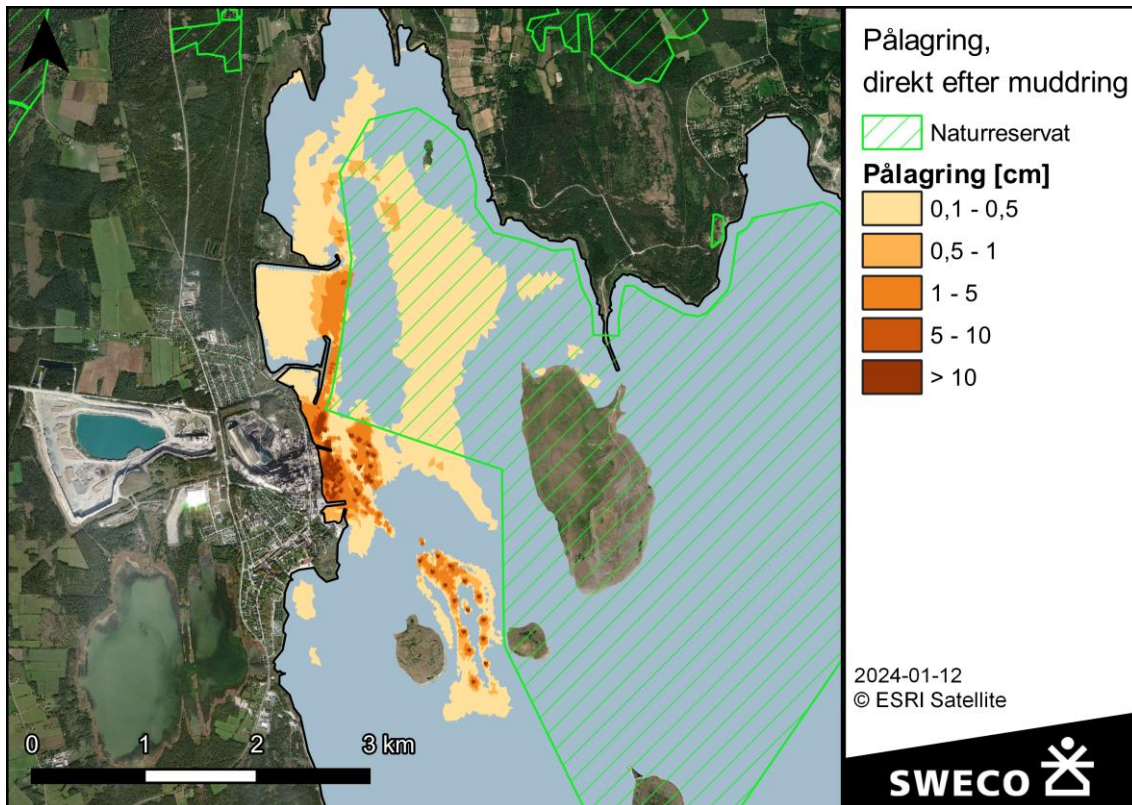 Pålagring,
direkt efter muddring
Naturreservat
Pålagring [cm]
0,1 - 0,5
0,5 - 1
1 - 5
5 - 10
> 10
2024-01-12
© ESRI Satellite
0 1 2 3 km
SWECO